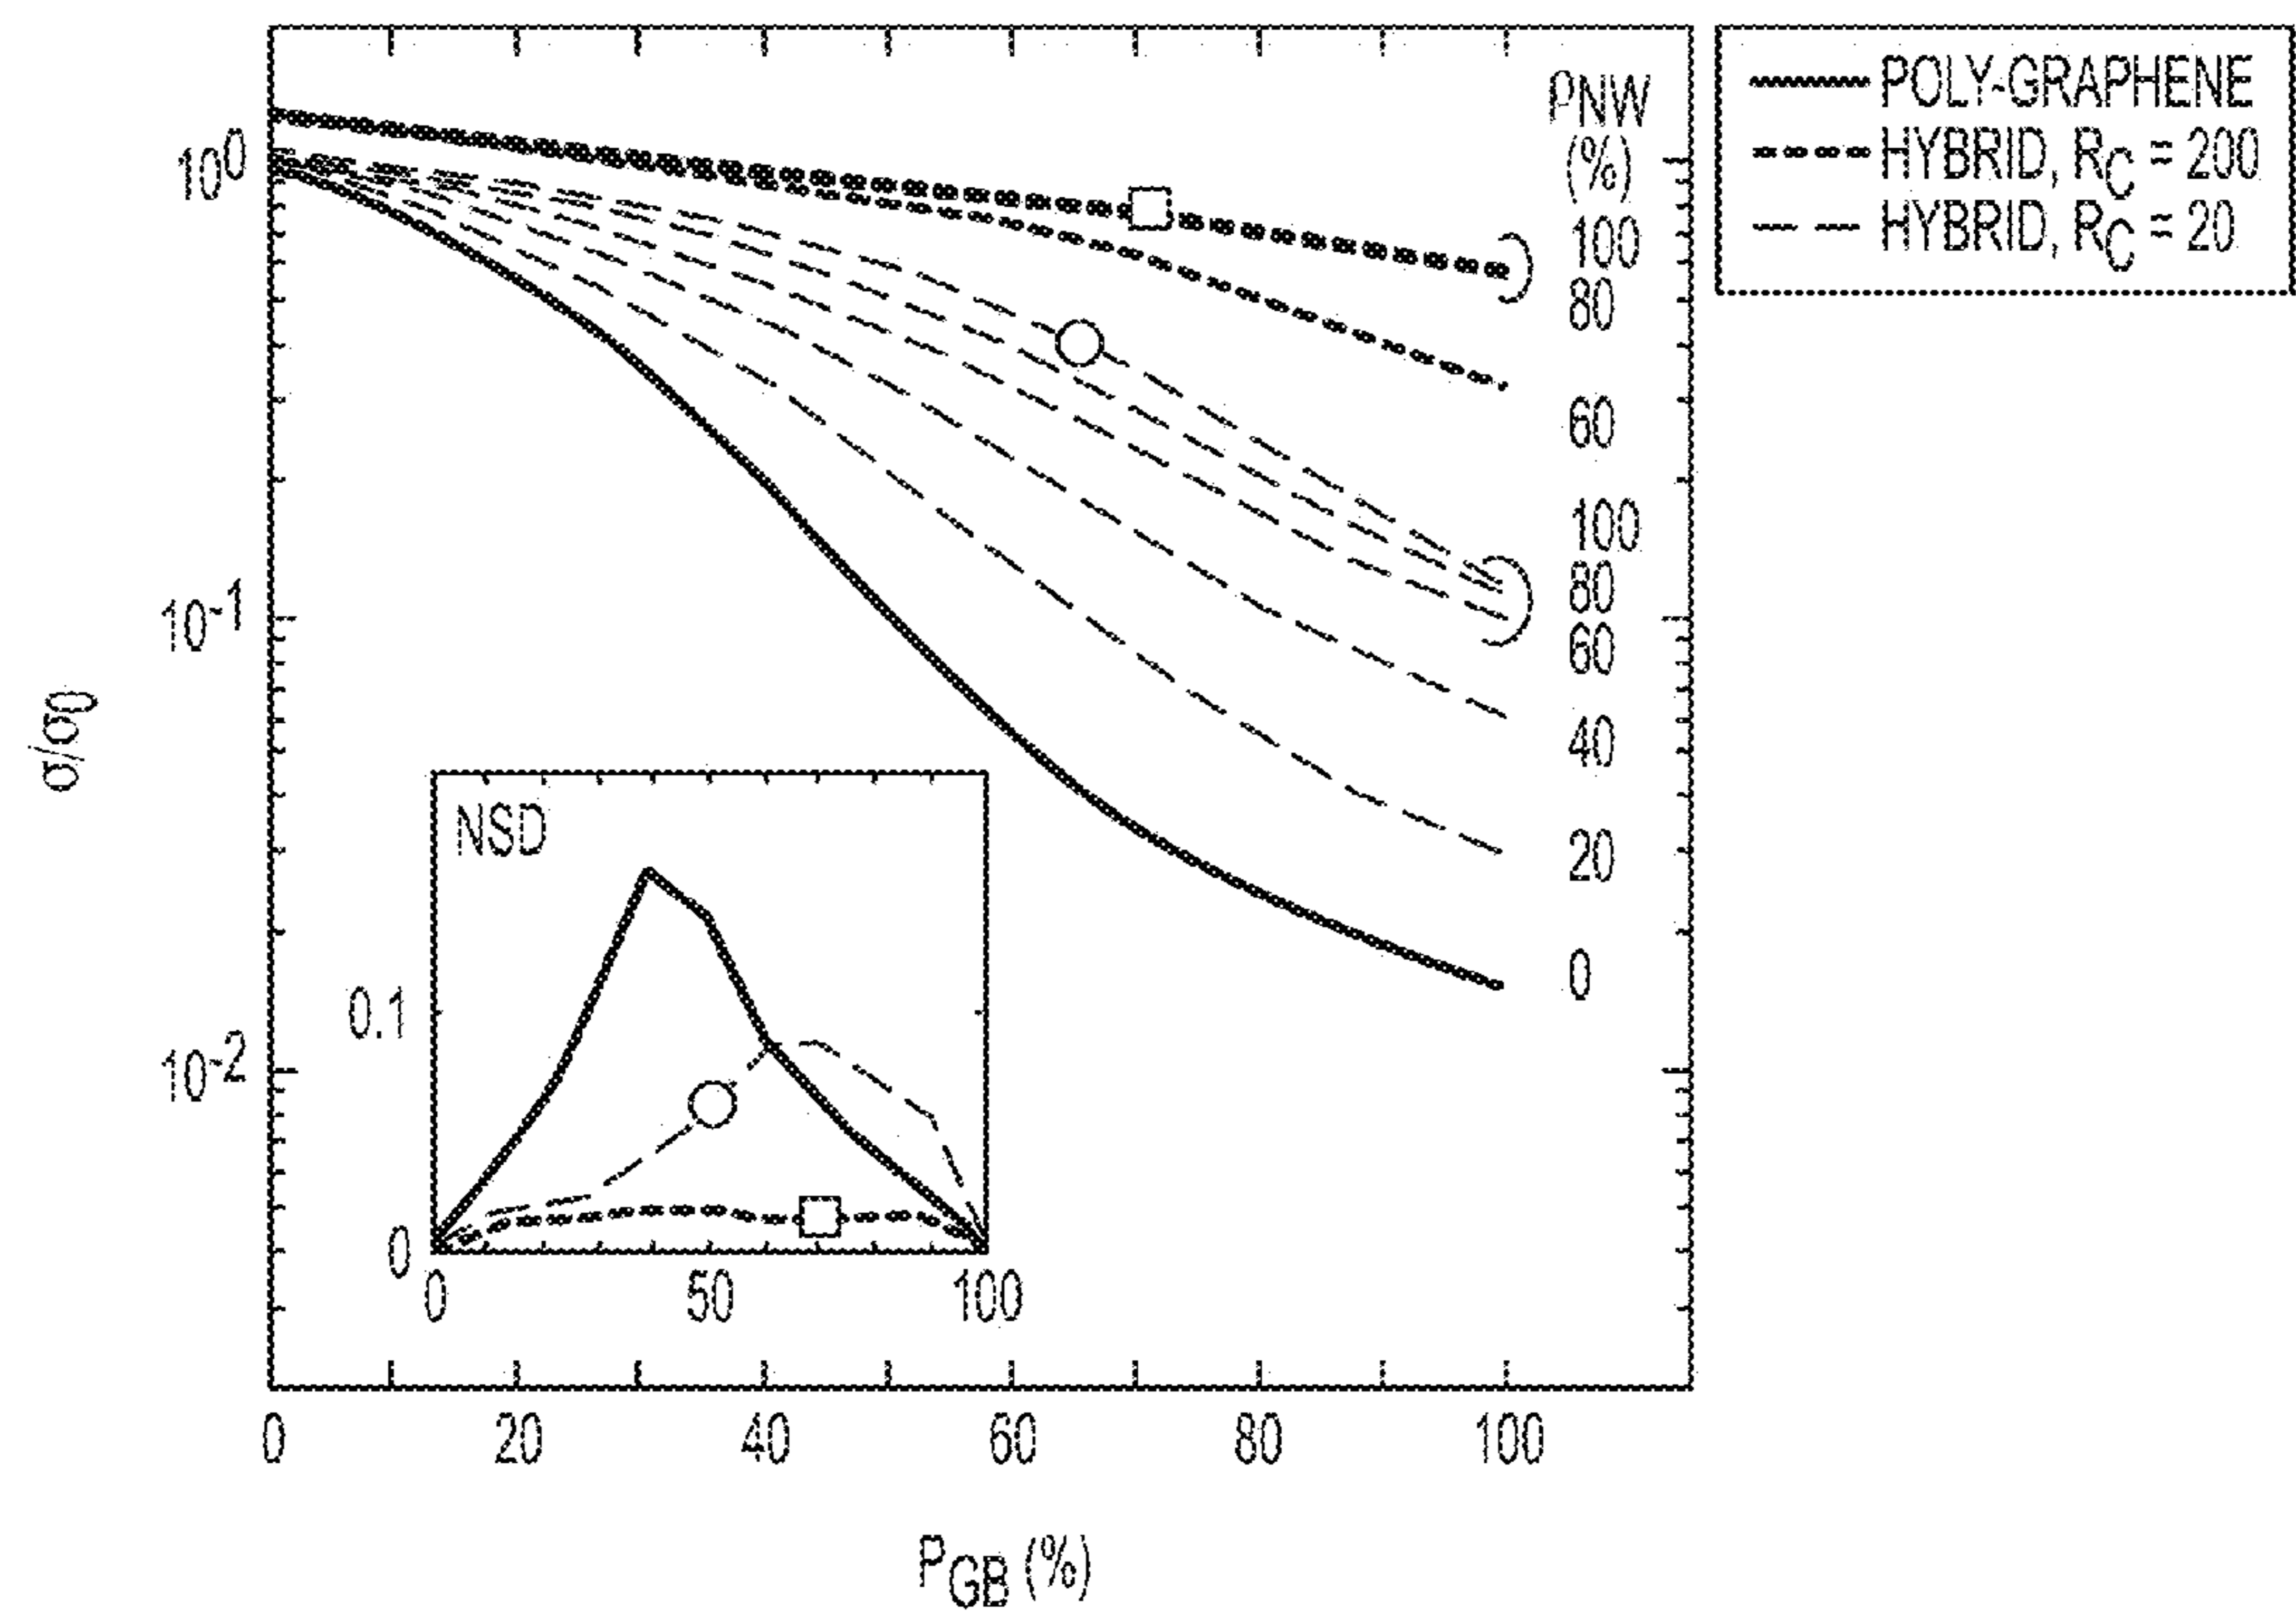 POLY-GRAPHENE
HYBRID, RC = 200
HYBRID, RC = 20
PNW
(%)
100
80
60
100
80
60
40
20
0
10^0
10^-1
10^-2
σ/σ0
NSD
0.1
0
0 50 100
0 20 40 60 80 100
PGB (%)